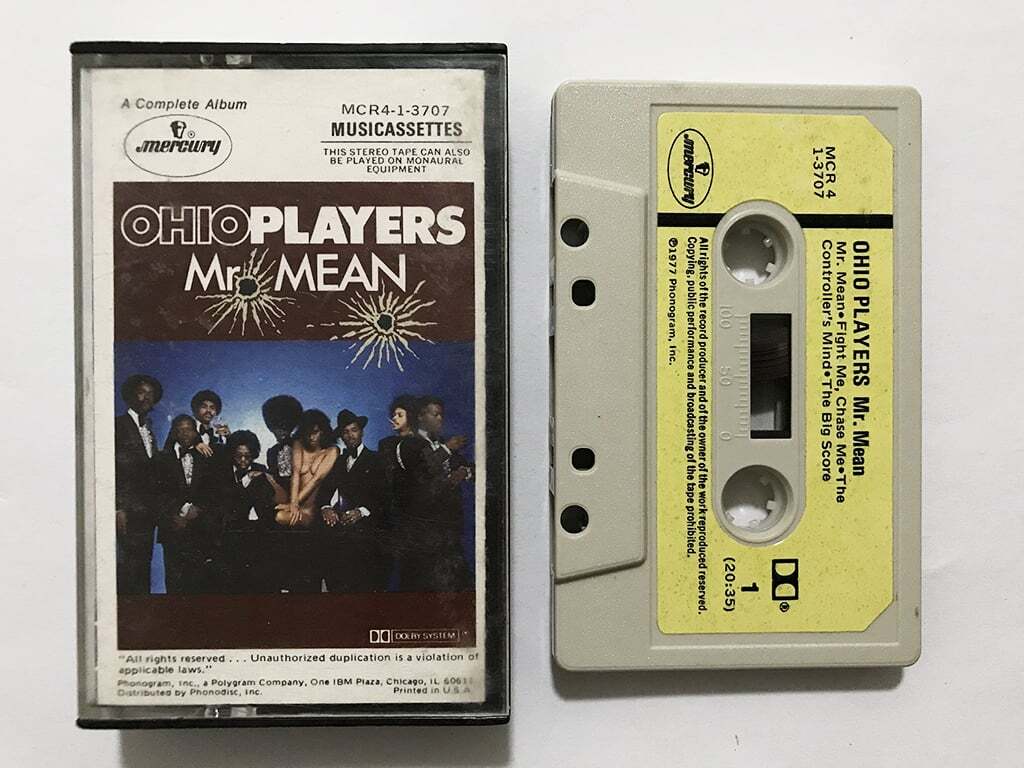 A Complete Album
mercury
MCR4-1-3707
MUSICASSETTES
THIS STEREO TAPE CAN ALSO
BE PLAYED ON MONAURAL
EQUIPMENT
OHIO PLAYERS
Mr. MEAN
DOLBY SYSTEM
"All rights reserved . . . Unauthorized duplication is a violation of
applicable laws."
Phonogram, Inc., a Polygram Company, One IBM Plaza, Chicago, IL 60611
Distributed by Phonodisc, Inc.
Printed in U.S.A.
mercury
MCR 4
1-3707
OHIO PLAYERS Mr. Mean
Mr. Mean•Fight Me, Chase Me•The
Controller's Mind•The Big Score
100 50 0
All rights of the record producer and of the owner of the work reproduced reserved.
Copying, public performance and broadcasting of the tape prohibited.
℗1977 Phonogram, Inc.
®
1
(20:35)